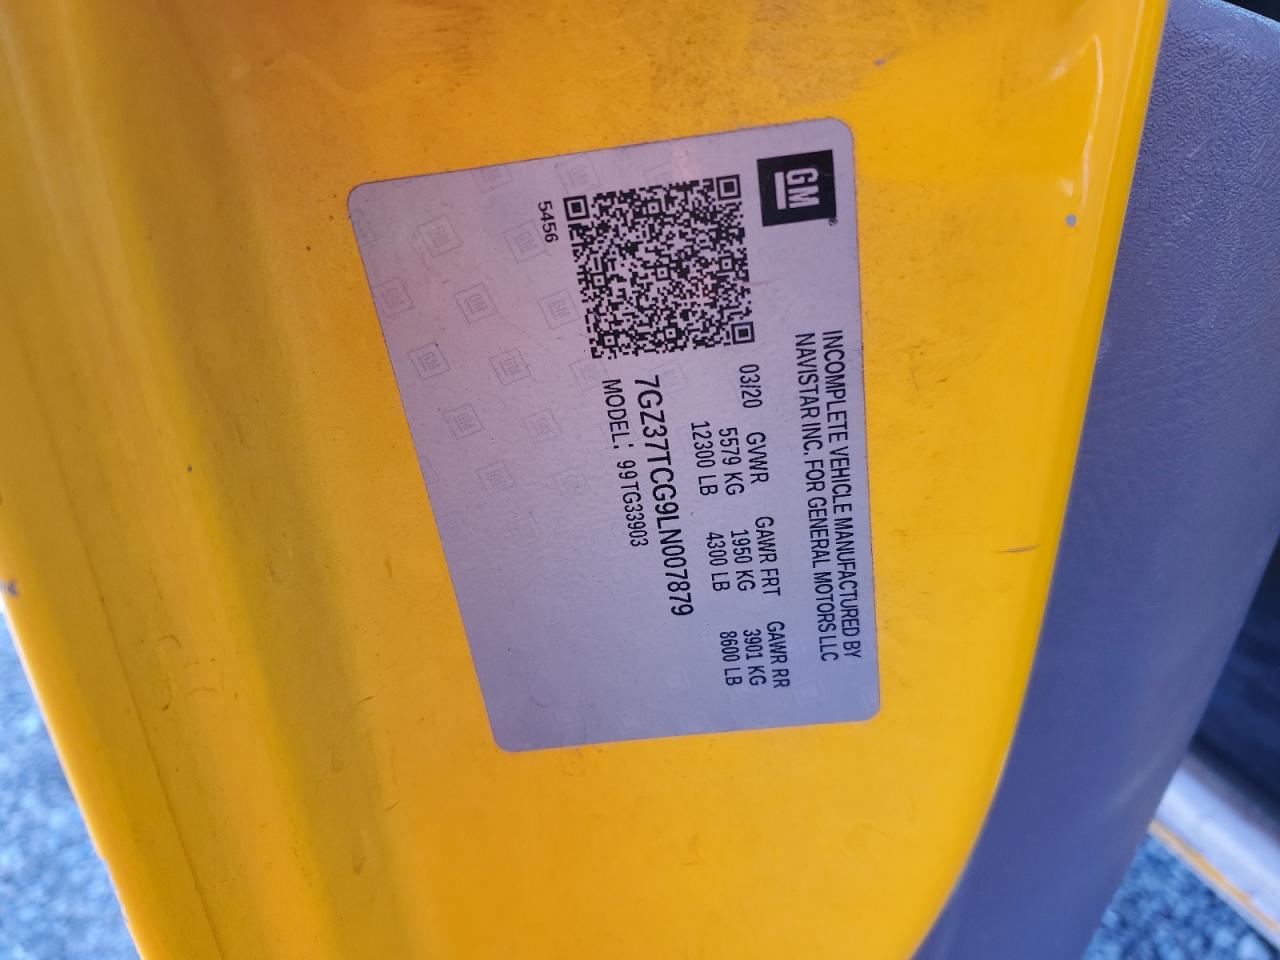 GM
INCOMPLETE VEHICLE MANUFACTURED BY
NAVISTAR INC. FOR GENERAL MOTORS LLC
03/20 GVWR GAWR FRT GAWR RR
5579 KG 1950 KG 3901 KG
12300 LB 4300 LB 8600 LB
7GZ37TCG9LN007879
MODEL: 99TG33903
5456